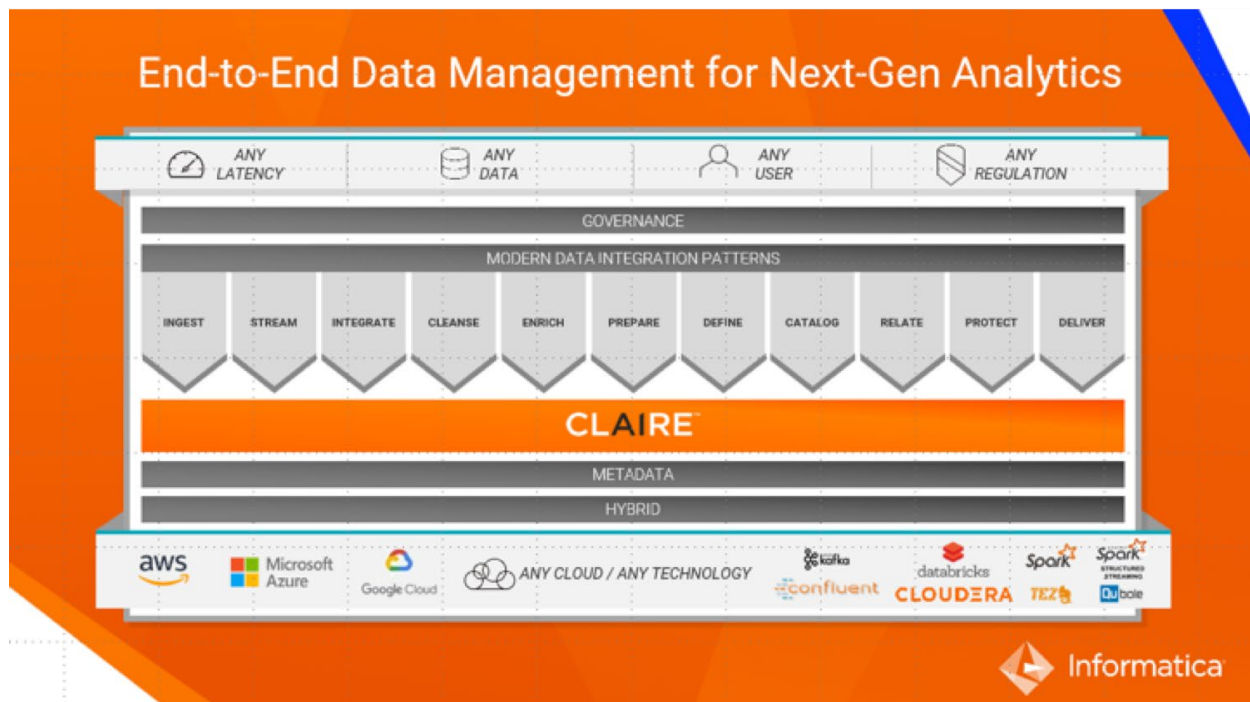 End-to-End Data Management for Next-Gen Analytics
ANY
LATENCY
ANY
DATA
ANY
USER
ANY
REGULATION
GOVERNANCE
MODERN DATA INTEGRATION PATTERNS
INGEST
STREAM
INTEGRATE
CLEANSE
ENRICH
PREPARE
DEFINE
CATALOG
RELATE
PROTECT
DELIVER
CLAIRE™
METADATA
HYBRID
aws
Microsoft
Azure
Google Cloud
ANY CLOUD / ANY TECHNOLOGY
kafka
confluent
databricks
CLOUDERA
Spark
TEZ
Spark
STRUCTURED
STREAMING
Qubole
Informatica